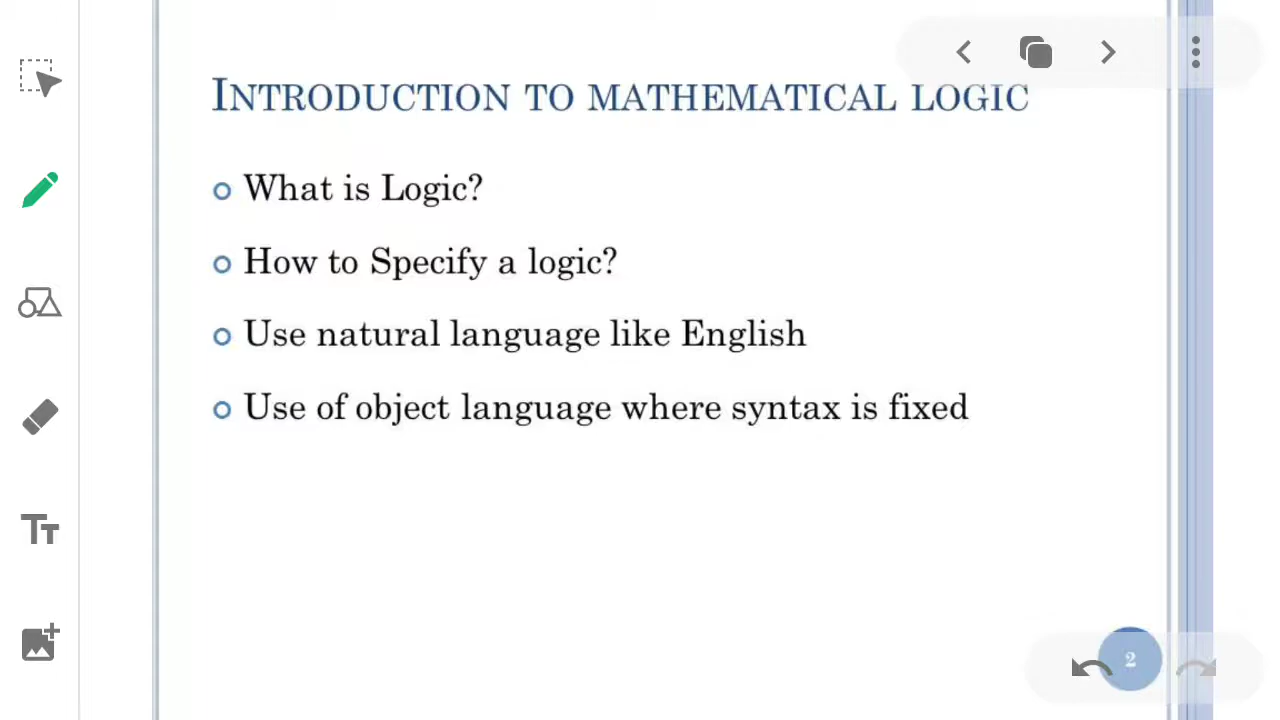 INTRODUCTION TO MATHEMATICAL LOGIC
What is Logic?
How to Specify a logic?
Use natural language like English
Use of object language where syntax is fixed
TT
2